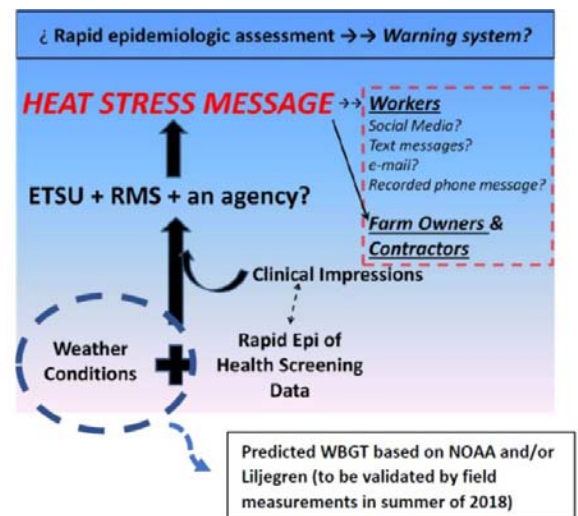 ¿ Rapid epidemiologic assessment →→ Warning system?
HEAT STRESS MESSAGE →→ Workers
Social Media?
Text messages?
e-mail?
Recorded phone message?
ETSU + RMS + an agency?
Farm Owners &
Contractors
Clinical Impressions
Weather
Conditions
+
Rapid Epi of
Health Screening
Data
Predicted WBGT based on NOAA and/or
Liljegren (to be validated by field
measurements in summer of 2018)